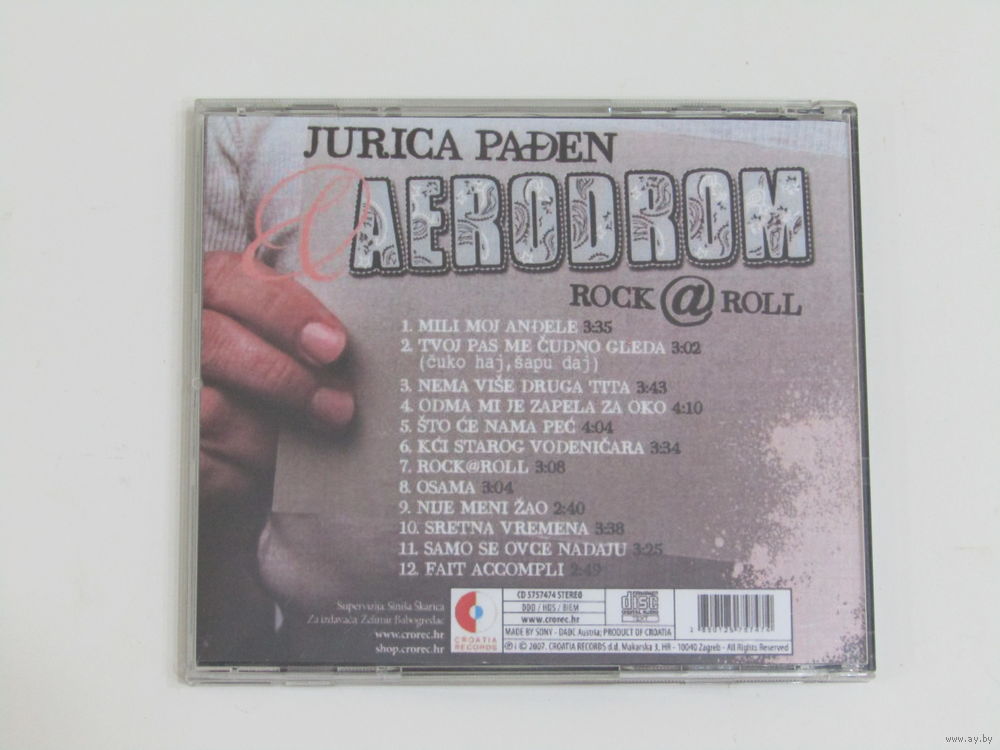 JURICA PAĐEN
& AERODROM
ROCK @ ROLL
1. MILI MOJ ANĐELE 3:35
2. TVOJ PAS ME ČUDNO GLEDA 3:02
(čuko haj,šapu daj)
3. NEMA VIŠE DRUGA TITA 3:43
4. ODMA MI JE ZAPELA ZA OKO 4:10
5. ŠTO ĆE NAMA PEĆ 4:04
6. KĆI STAROG VODENIČARA 3:34
7. ROCK@ROLL 3:08
8. OSAMA 3:04
9. NIJE MENI ŽAO 2:40
10. SRETNA VREMENA 3:38
11. SAMO SE OVCE NADAJU 3:25
12. FAIT ACCOMPLI 2:49
Supervizija: Siniša Škarica
Za izdavača: Želimir Babogredac
www.crorec.hr
shop.crorec.hr
CROATIA
RECORDS
CD 5757474 STEREO
DDD / HDS / BIEM
www.crorec.hr
MADE BY SONY - DADC Austria; PRODUCT OF CROATIA
℗ i © 2007. CROATIA RECORDS d.d. Makarska 3, HR - 10040 Zagreb - All Rights Reserved
COMPACT
disc
DIGITAL AUDIO
www.ay.by